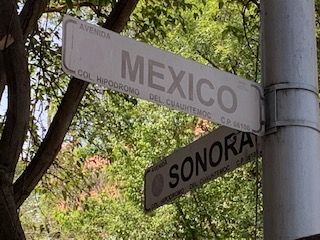 AVENIDA
MEXICO
COL. HIPODROMO DEL. CUAUHTEMOC C.P. 06100
SONORA